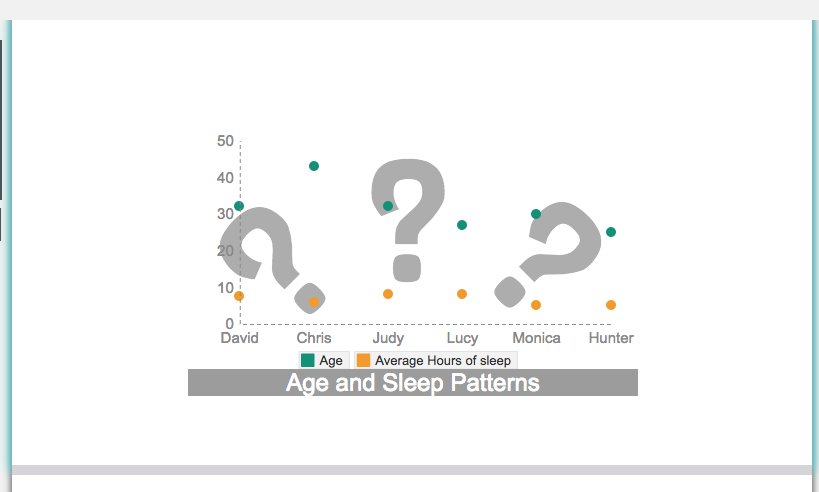 50
40
30
20
10
0
David Chris Judy Lucy Monica Hunter
Age Average Hours of sleep
Age and Sleep Patterns
? ? ?